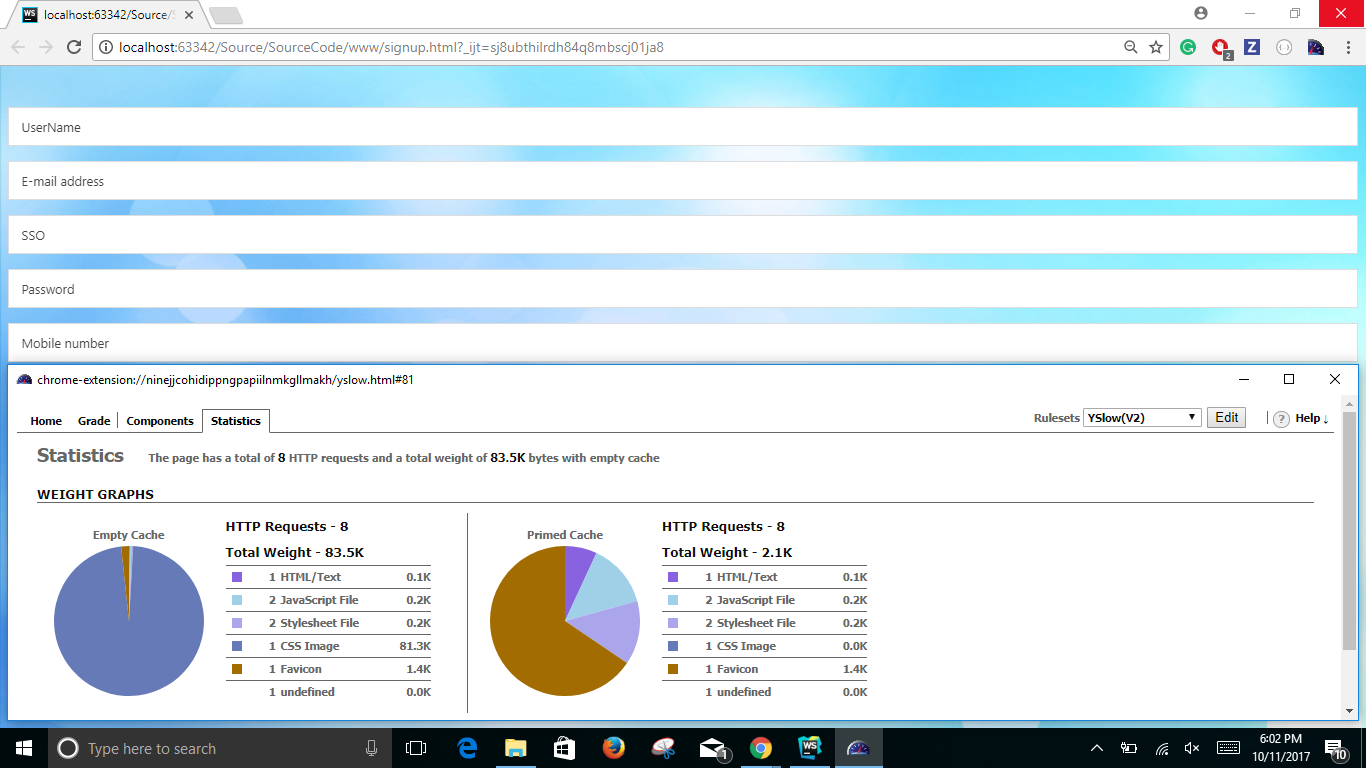 WS localhost:63342/Source/S
localhost:63342/Source/SourceCode/www/signup.html?_ijt=sj8ubthilrdh84q8mbscj01ja8
2
Z
UserName
E-mail address
SSO
Password
Mobile number
chrome-extension://ninejjcohidippngpapiilnmkgllmakh/yslow.html#81
Home Grade Components Statistics Rulesets YSlow(V2) Edit ? Help ↓
Statistics The page has a total of 8 HTTP requests and a total weight of 83.5K bytes with empty cache
WEIGHT GRAPHS
Empty Cache
HTTP Requests - 8
Total Weight - 83.5K
1 HTML/Text 0.1K
2 JavaScript File 0.2K
2 Stylesheet File 0.2K
1 CSS Image 81.3K
1 Favicon 1.4K
1 undefined 0.0K
Primed Cache
HTTP Requests - 8
Total Weight - 2.1K
1 HTML/Text 0.1K
2 JavaScript File 0.2K
2 Stylesheet File 0.2K
1 CSS Image 0.0K
1 Favicon 1.4K
1 undefined 0.0K
Type here to search
1
WS
6:02 PM
10/11/2017
10